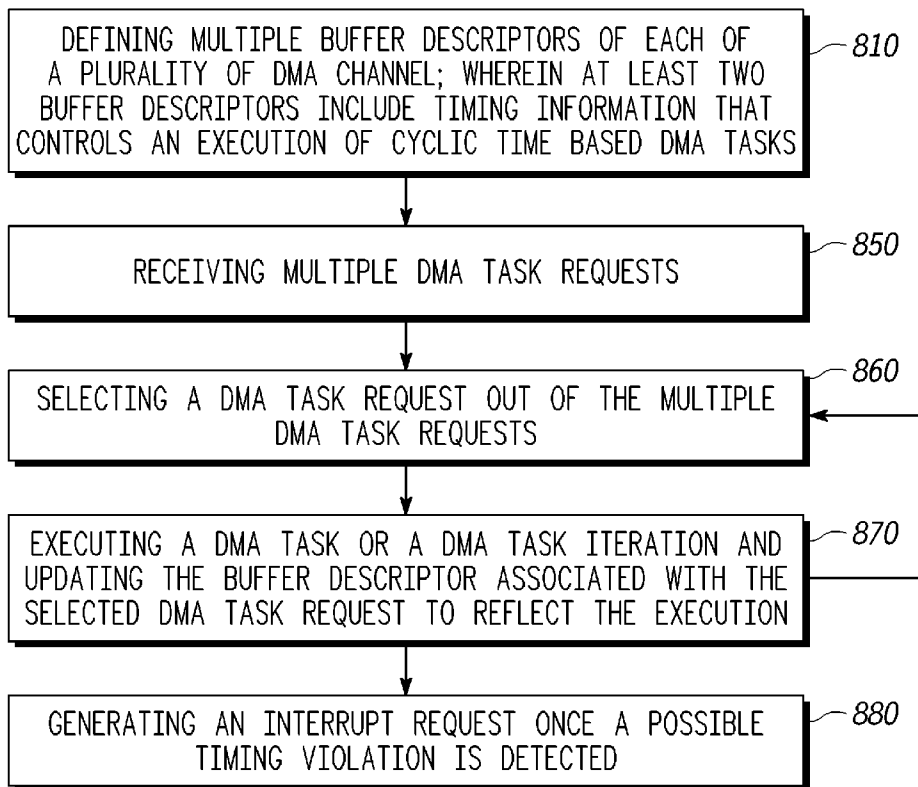 DEFINING MULTIPLE BUFFER DESCRIPTORS OF EACH OF
A PLURALITY OF DMA CHANNEL; WHEREIN AT LEAST TWO
BUFFER DESCRIPTORS INCLUDE TIMING INFORMATION THAT
CONTROLS AN EXECUTION OF CYCLIC TIME BASED DMA TASKS
810
RECEIVING MULTIPLE DMA TASK REQUESTS
850
SELECTING A DMA TASK REQUEST OUT OF THE MULTIPLE
DMA TASK REQUESTS
860
EXECUTING A DMA TASK OR A DMA TASK ITERATION AND
UPDATING THE BUFFER DESCRIPTOR ASSOCIATED WITH THE
SELECTED DMA TASK REQUEST TO REFLECT THE EXECUTION
870
GENERATING AN INTERRUPT REQUEST ONCE A POSSIBLE
TIMING VIOLATION IS DETECTED
880